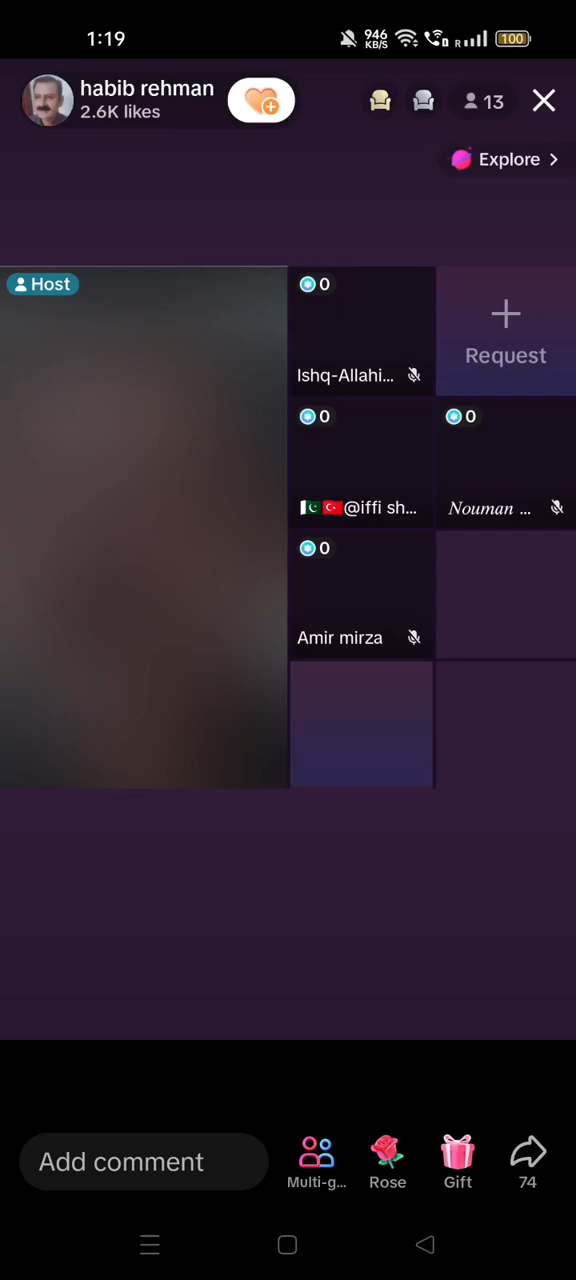 1:19
946
KB/S
R
100
habib rehman
2.6K likes
13
Explore
Host
0
Ishq-Allahi...
Request
0
🇵🇰🇹🇷@iffi sh...
0
Nouman ...
0
Amir mirza
Add comment
Multi-g...
Rose
Gift
74